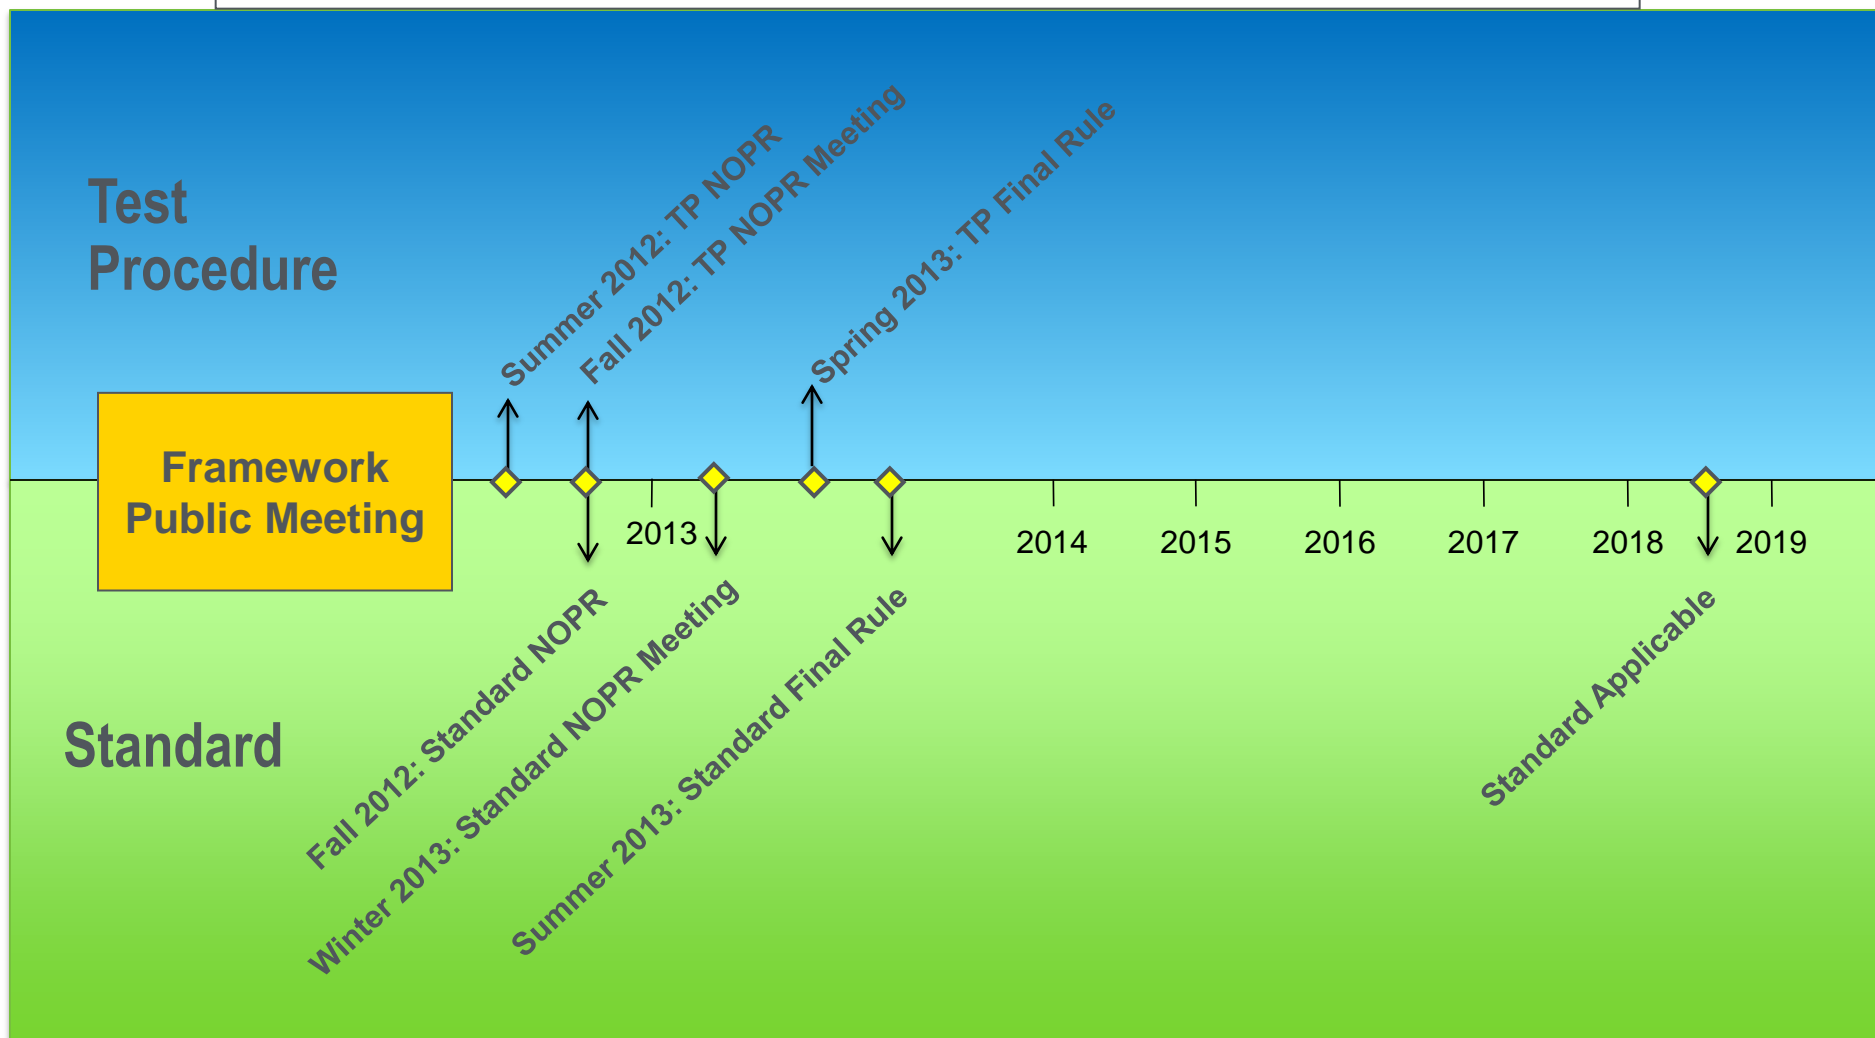 Test
Procedure
Summer 2012: TP NOPR
Fall 2012: TP NOPR Meeting
Spring 2013: TP Final Rule
Framework
Public Meeting
2013
2014
2015
2016
2017
2018
2019
Fall 2012: Standard NOPR
Winter 2013: Standard NOPR Meeting
Summer 2013: Standard Final Rule
Standard Applicable
Standard